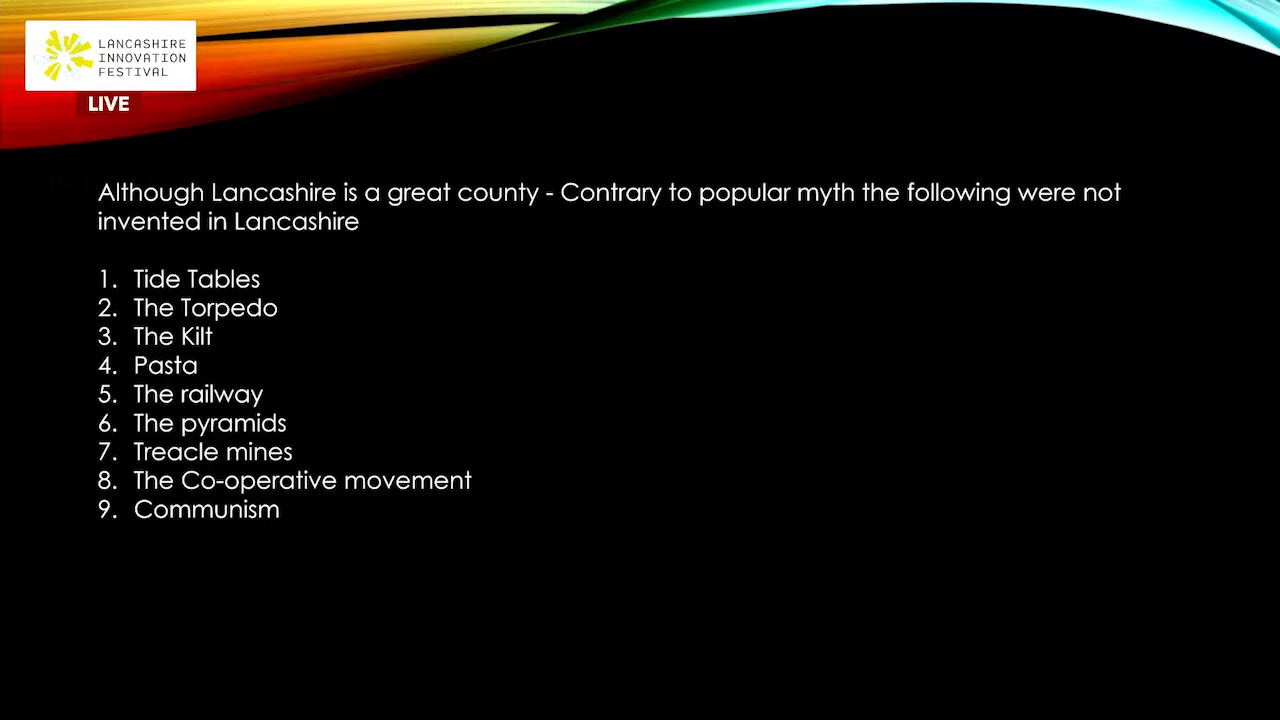 LANCASHIRE
INNOVATION
FESTIVAL
LIVE
Although Lancashire is a great county - Contrary to popular myth the following were not
invented in Lancashire
1. Tide Tables
2. The Torpedo
3. The Kilt
4. Pasta
5. The railway
6. The pyramids
7. Treacle mines
8. The Co-operative movement
9. Communism